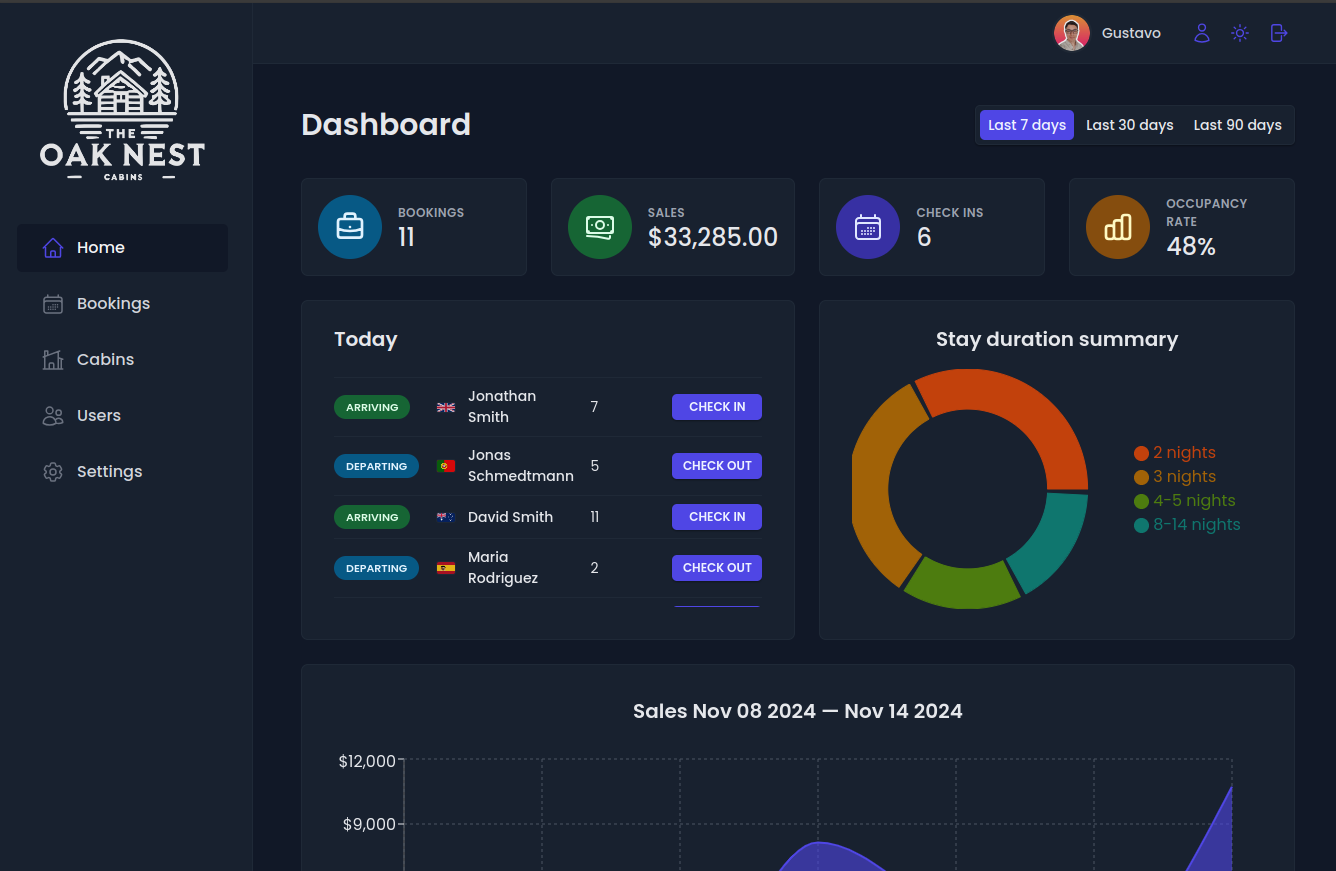 THE
OAK NEST
CABINS
Home
Bookings
Cabins
Users
Settings
Gustavo
Dashboard
Last 7 days Last 30 days Last 90 days
BOOKINGS
11
SALES
$33,285.00
CHECK INS
6
OCCUPANCY
RATE
48%
Today
ARRIVING Jonathan
Smith 7 CHECK IN
DEPARTING Jonas
Schmedtmann 5 CHECK OUT
ARRIVING David Smith 11 CHECK IN
DEPARTING Maria
Rodriguez 2 CHECK OUT
Stay duration summary
2 nights
3 nights
4-5 nights
8-14 nights
Sales Nov 08 2024 — Nov 14 2024
$12,000
$9,000